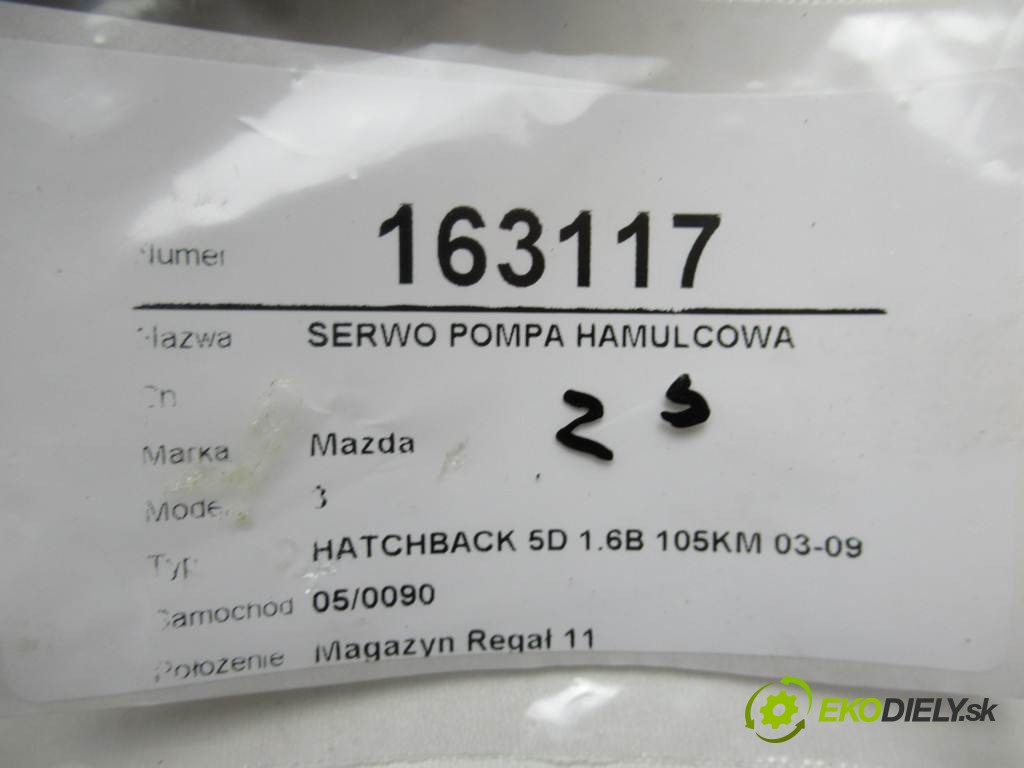 Numer 163117
Nazwa SERWO POMPA HAMULCOWA
Marka Mazda
2 S
Model 3
Typ HATCHBACK 5D 1.6B 105KM 03-09
Samochod 05/0090
Położenie Magazyn Regał 11
EKODIELY.sk